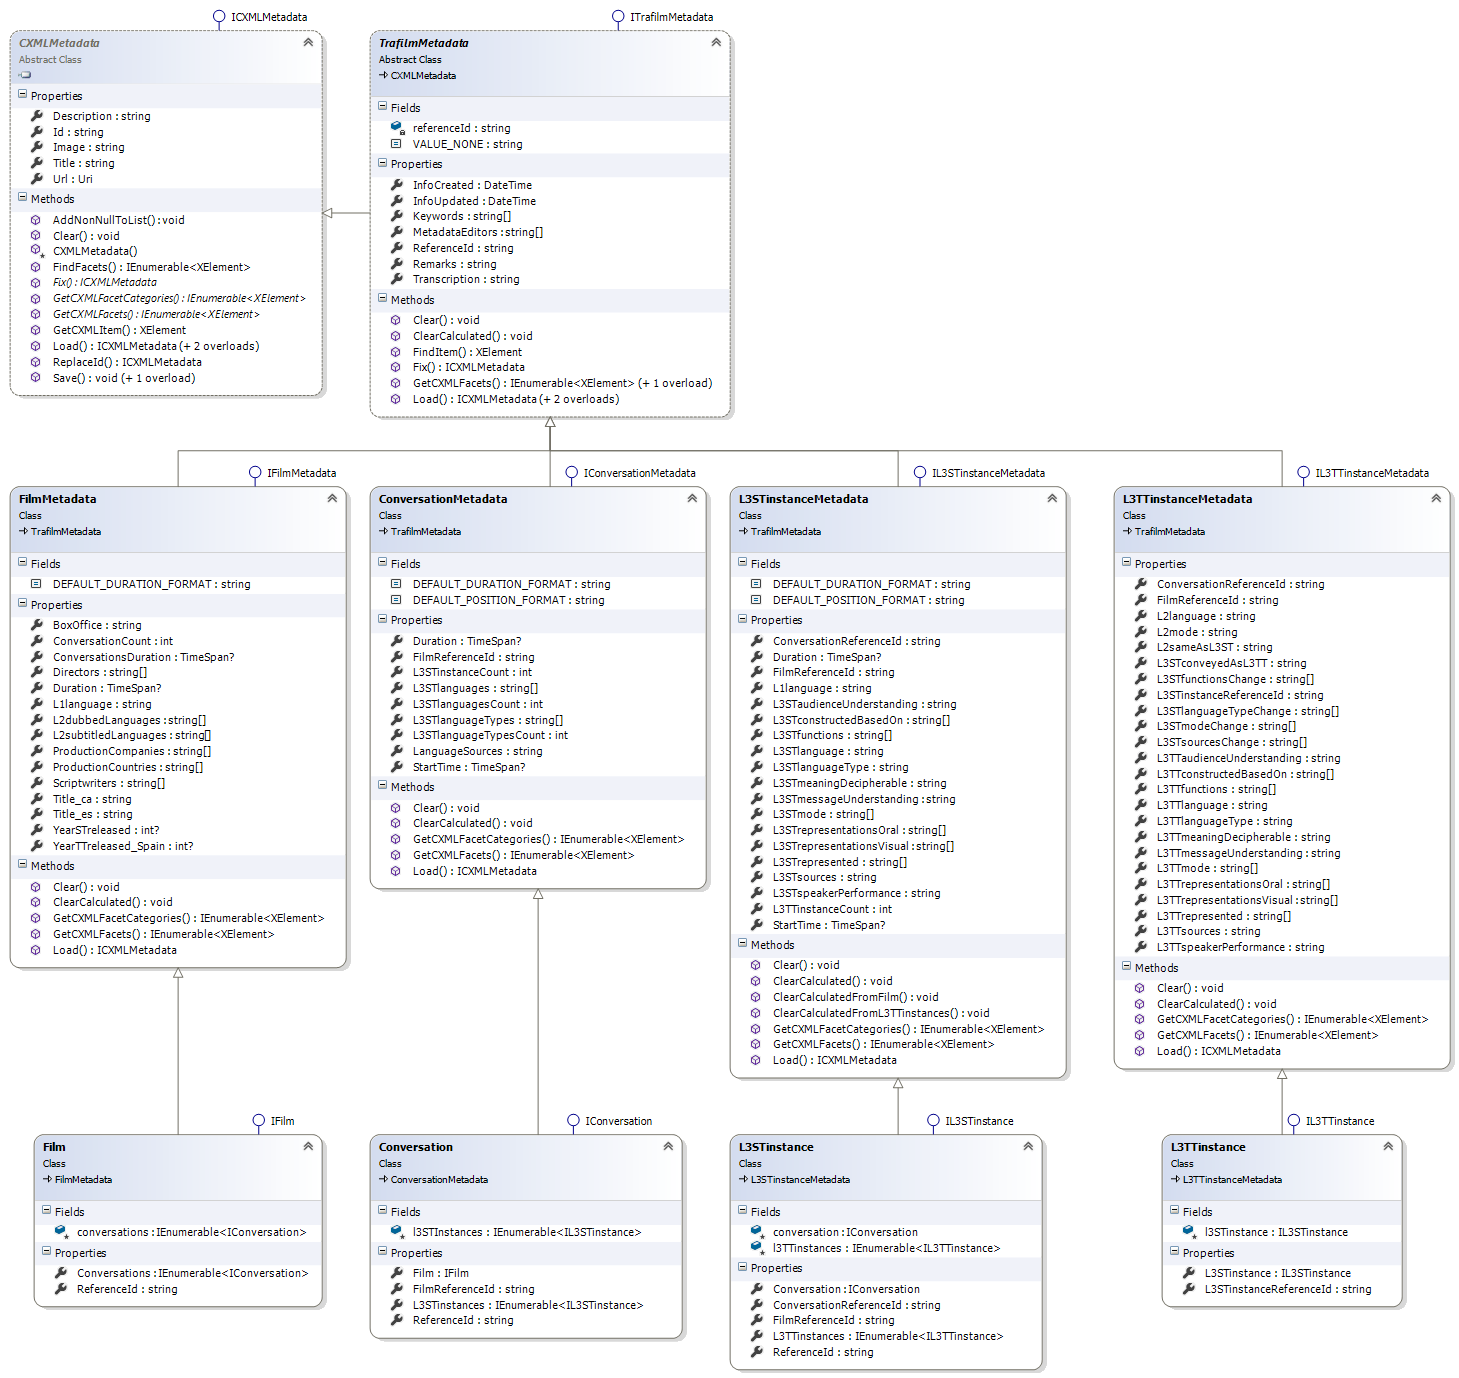 ICXMLMetadata
CXMLMetadata
Abstract Class
Properties
Description : string
Id : string
Image : string
Title : string
Url : Uri
Methods
AddNonNullToList() : void
Clear() : void
CXMLMetadata()
FindFacets() : IEnumerable<XElement>
Fix() : ICXMLMetadata
GetCXMLFacetCategories() : IEnumerable<XElement>
GetCXMLFacets() : IEnumerable<XElement>
GetCXMLItem() : XElement
Load() : ICXMLMetadata (+ 2 overloads)
ReplaceId() : ICXMLMetadata
Save() : void (+ 1 overload)
ITrafilmMetadata
TrafilmMetadata
Abstract Class
CXMLMetadata
Fields
referenceId : string
VALUE_NONE : string
Properties
InfoCreated : DateTime
InfoUpdated : DateTime
Keywords : string[]
MetadataEditors : string[]
ReferenceId : string
Remarks : string
Transcription : string
Methods
Clear() : void
ClearCalculated() : void
FindItem() : XElement
Fix() : ICXMLMetadata
GetCXMLFacets() : IEnumerable<XElement> (+ 1 overload)
Load() : ICXMLMetadata (+ 2 overloads)
IFilmMetadata
FilmMetadata
Class
TrafilmMetadata
Fields
DEFAULT_DURATION_FORMAT : string
Properties
BoxOffice : string
ConversationCount : int
ConversationsDuration : TimeSpan?
Directors : string[]
Duration : TimeSpan?
L1language : string
L2dubbedLanguages : string[]
L2subtitledLanguages : string[]
ProductionCompanies : string[]
ProductionCountries : string[]
Scriptwriters : string[]
Title_ca : string
Title_es : string
YearSTreleased : int?
YearTTreleased_Spain : int?
Methods
Clear() : void
ClearCalculated() : void
GetCXMLFacetCategories() : IEnumerable<XElement>
GetCXMLFacets() : IEnumerable<XElement>
Load() : ICXMLMetadata
IConversationMetadata
ConversationMetadata
Class
TrafilmMetadata
Fields
DEFAULT_DURATION_FORMAT : string
DEFAULT_POSITION_FORMAT : string
Properties
Duration : TimeSpan?
FilmReferenceId : string
L3STinstanceCount : int
L3STlanguages : string[]
L3STlanguagesCount : int
L3STlanguageTypes : string[]
L3STlanguageTypesCount : int
LanguageSources : string
StartTime : TimeSpan?
Methods
Clear() : void
ClearCalculated() : void
GetCXMLFacetCategories() : IEnumerable<XElement>
GetCXMLFacets() : IEnumerable<XElement>
Load() : ICXMLMetadata
IL3STinstanceMetadata
L3STinstanceMetadata
Class
TrafilmMetadata
Fields
DEFAULT_DURATION_FORMAT : string
DEFAULT_POSITION_FORMAT : string
Properties
ConversationReferenceId : string
Duration : TimeSpan?
FilmReferenceId : string
L1language : string
L3STaudienceUnderstanding : string
L3STconstructedBasedOn : string[]
L3STfunctions : string[]
L3STlanguage : string
L3STlanguageType : string
L3STmeaningDecipherable : string
L3STmessageUnderstanding : string
L3STmode : string[]
L3STrepresentationsOral : string[]
L3STrepresentationsVisual : string[]
L3STrepresented : string[]
L3STsources : string
L3STspeakerPerformance : string
L3TTinstanceCount : int
StartTime : TimeSpan?
Methods
Clear() : void
ClearCalculated() : void
ClearCalculatedFromFilm() : void
ClearCalculatedFromL3TTinstances() : void
GetCXMLFacetCategories() : IEnumerable<XElement>
GetCXMLFacets() : IEnumerable<XElement>
Load() : ICXMLMetadata
IL3TTinstanceMetadata
L3TTinstanceMetadata
Class
TrafilmMetadata
Properties
ConversationReferenceId : string
FilmReferenceId : string
L2language : string
L2mode : string
L2sameAsL3ST : string
L3STconveyedAsL3TT : string
L3STfunctionsChange : string[]
L3STinstanceReferenceId : string
L3STlanguageTypeChange : string[]
L3STmodeChange : string[]
L3STsourcesChange : string[]
L3TTaudienceUnderstanding : string
L3TTconstructedBasedOn : string[]
L3TTfunctions : string[]
L3TTlanguage : string
L3TTlanguageType : string
L3TTmeaningDecipherable : string
L3TTmessageUnderstanding : string
L3TTmode : string[]
L3TTrepresentationsOral : string[]
L3TTrepresentationsVisual : string[]
L3TTrepresented : string[]
L3TTsources : string
L3TTspeakerPerformance : string
Methods
Clear() : void
ClearCalculated() : void
GetCXMLFacetCategories() : IEnumerable<XElement>
GetCXMLFacets() : IEnumerable<XElement>
Load() : ICXMLMetadata
IFilm
Film
Class
FilmMetadata
Fields
conversations : IEnumerable<IConversation>
Properties
Conversations : IEnumerable<IConversation>
ReferenceId : string
IConversation
Conversation
Class
ConversationMetadata
Fields
l3STInstances : IEnumerable<IL3STinstance>
Properties
Film : IFilm
FilmReferenceId : string
L3STinstances : IEnumerable<IL3STinstance>
ReferenceId : string
IL3STinstance
L3STinstance
Class
L3STinstanceMetadata
Fields
conversation : IConversation
l3TTinstances : IEnumerable<IL3TTinstance>
Properties
Conversation : IConversation
ConversationReferenceId : string
FilmReferenceId : string
L3TTinstances : IEnumerable<IL3TTinstance>
ReferenceId : string
IL3TTinstance
L3TTinstance
Class
L3TTinstanceMetadata
Fields
l3STinstance : IL3STinstance
Properties
L3STinstance : IL3STinstance
L3STinstanceReferenceId : string